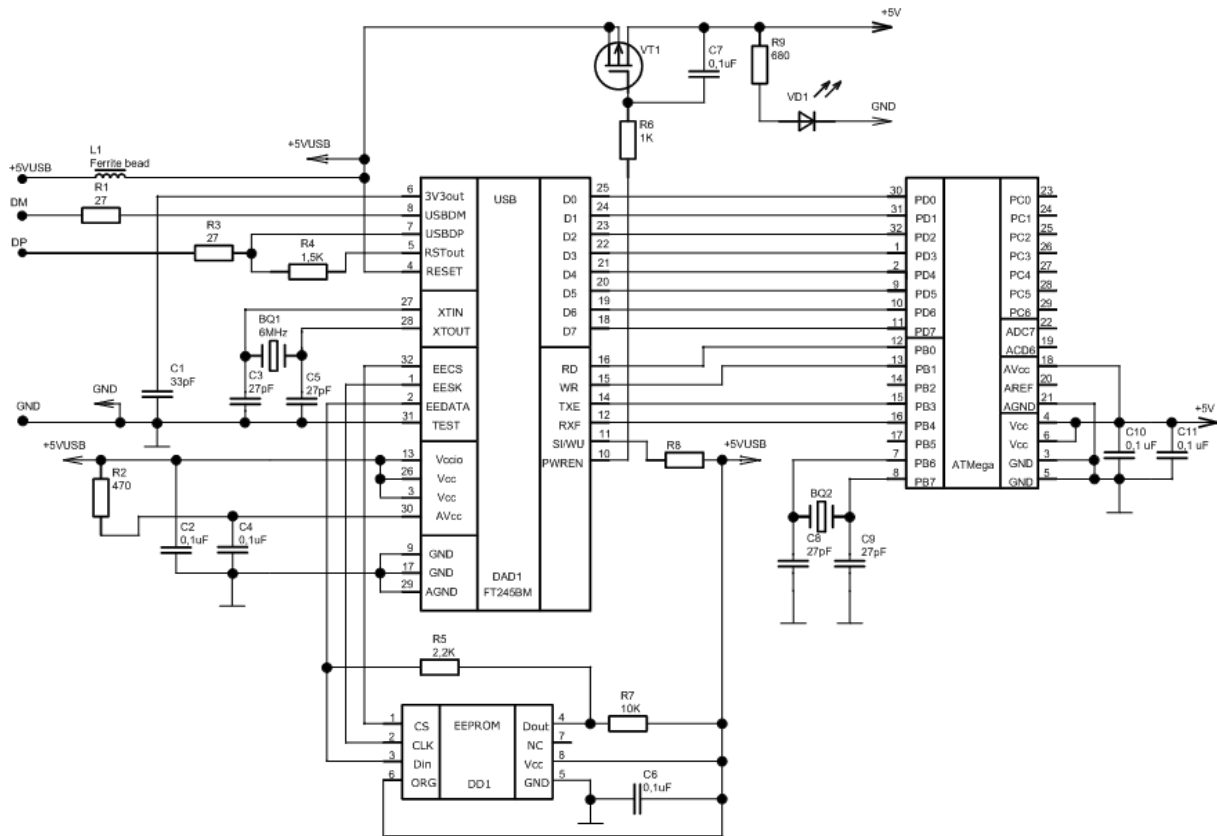 +5V
VT1
C7
0,1uF
R9
680
VD1
GND
R6
1K
+5VUSB
L1
Ferrite bead
+5VUSB
R1
27
DM
R3
27
DP
R4
1,5K
6
8
7
5
4
27
28
32
1
2
31
13
26
3
30
9
17
29
3V3out
USBDM
USBDP
RSTout
RESET
XTIN
XTOUT
EECS
EESK
EEDATA
TEST
Vccio
Vcc
Vcc
AVcc
GND
GND
AGND
USB
DAD1
FT245BM
D0
D1
D2
D3
D4
D5
D6
D7
RD
WR
TXE
RXF
SI/WU
PWREN
25
24
23
22
21
20
19
18
16
15
14
12
11
10
BQ1
6MHz
C3
27pF
C5
27pF
C1
33pF
GND
GND
+5VUSB
R2
470
C2
0,1uF
C4
0,1uF
R8
+5VUSB
30
31
32
1
2
9
10
11
12
13
14
15
16
17
7
8
PD0
PD1
PD2
PD3
PD4
PD5
PD6
PD7
PB0
PB1
PB2
PB3
PB4
PB5
PB6
PB7
ATMega
PC0
PC1
PC2
PC3
PC4
PC5
PC6
ADC7
ACD6
AVcc
AREF
AGND
Vcc
Vcc
GND
GND
23
24
25
26
27
28
29
22
19
18
20
21
4
6
3
5
+5V
C10
0,1 uF
C11
0,1 uF
BQ2
C8
27pF
C9
27pF
R5
2,2K
R7
10K
1
2
3
6
CS
CLK
Din
ORG
EEPROM
DD1
Dout
NC
Vcc
GND
4
7
8
5
C6
0,1uF